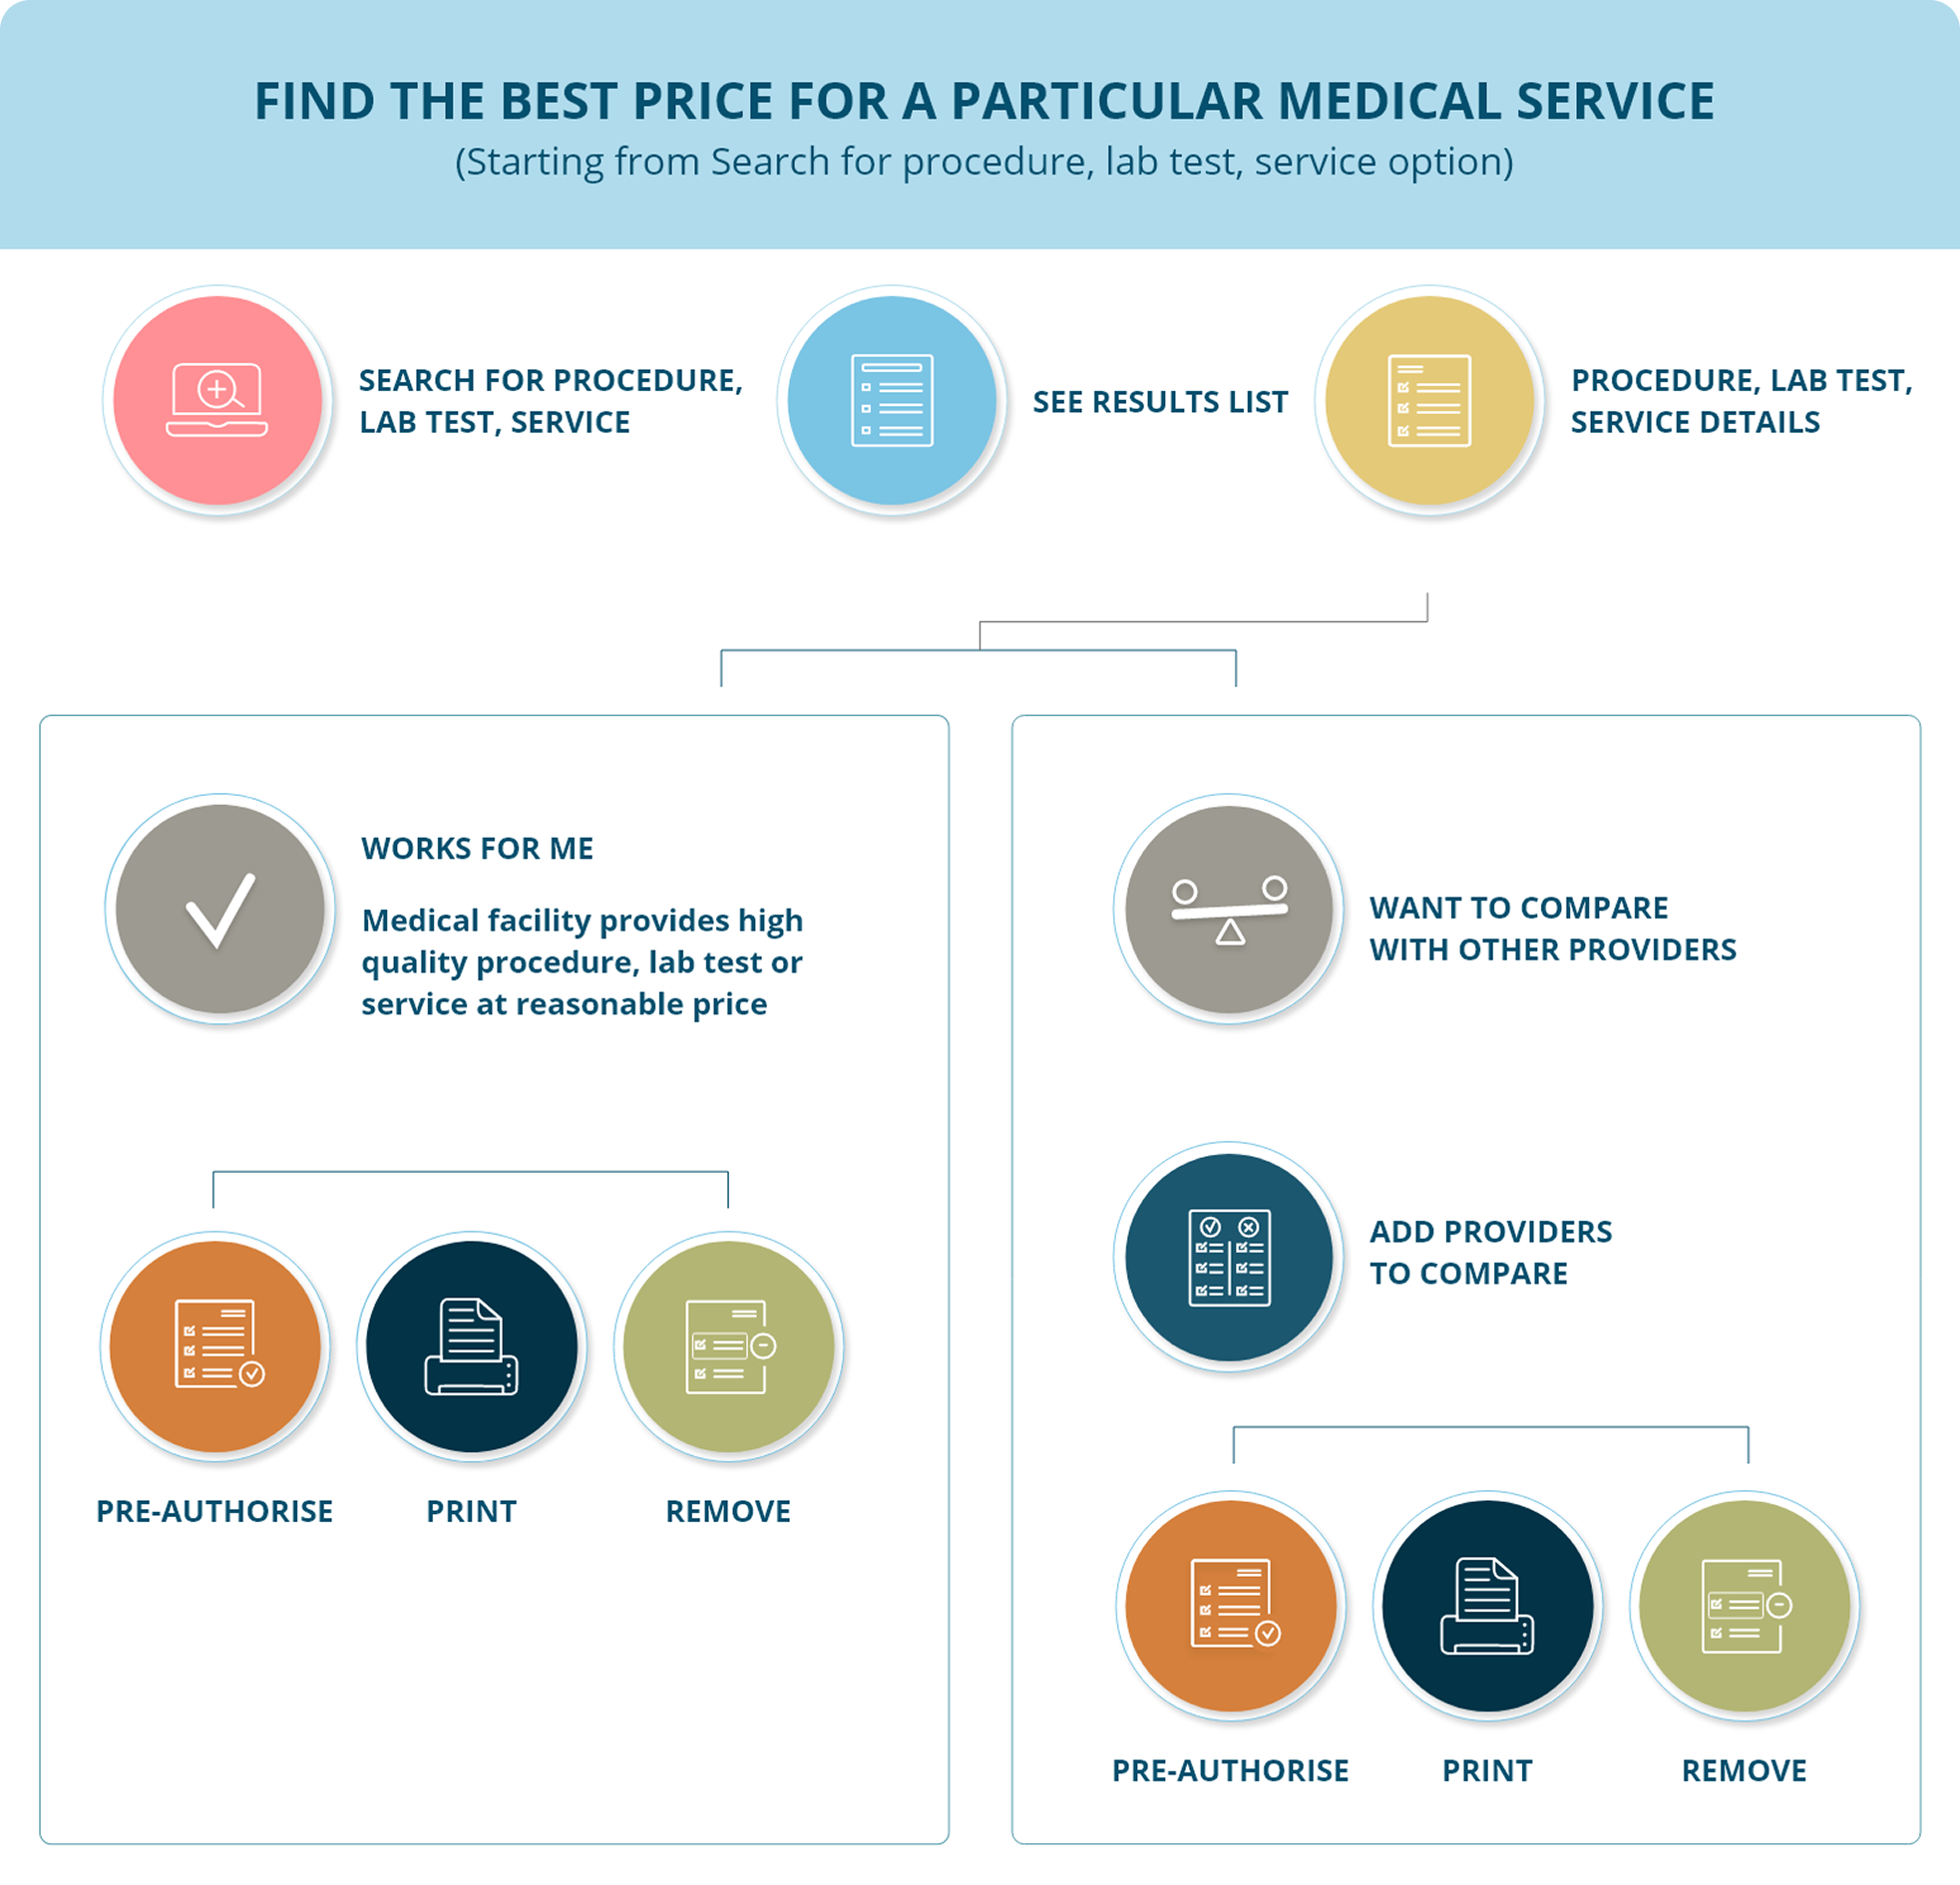 FIND THE BEST PRICE FOR A PARTICULAR MEDICAL SERVICE
(Starting from Search for procedure, lab test, service option)
SEARCH FOR PROCEDURE,
LAB TEST, SERVICE
SEE RESULTS LIST
PROCEDURE, LAB TEST,
SERVICE DETAILS
WORKS FOR ME
Medical facility provides high
quality procedure, lab test or
service at reasonable price
PRE-AUTHORISE
PRINT
REMOVE
WANT TO COMPARE
WITH OTHER PROVIDERS
ADD PROVIDERS
TO COMPARE
PRE-AUTHORISE
PRINT
REMOVE